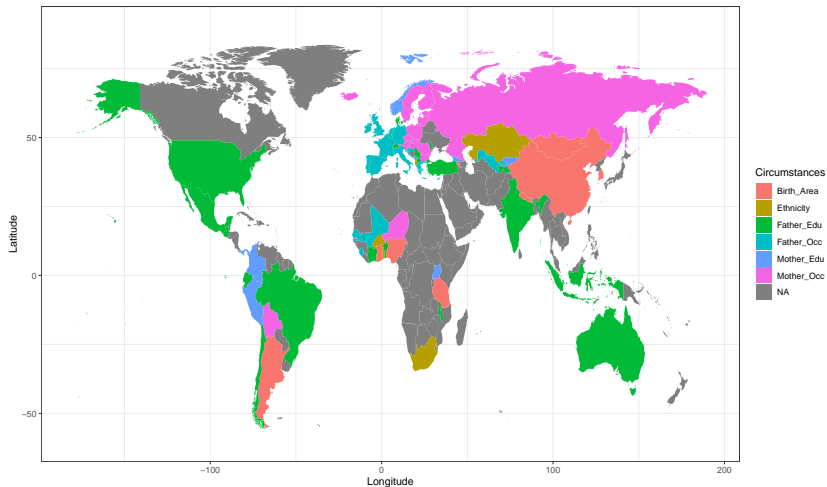 50
0
−50
Latitude
−100
0
100
200
Longitude
Circumstances
Birth_Area
Ethnicity
Father_Edu
Father_Occ
Mother_Edu
Mother_Occ
NA